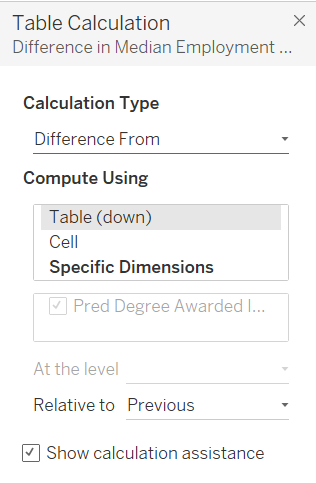 Table Calculation
Difference in Median Employment ...
Calculation Type
Difference From
Compute Using
Table (down)
Cell
Specific Dimensions
Pred Degree Awarded I...
At the level
Relative to Previous
Show calculation assistance